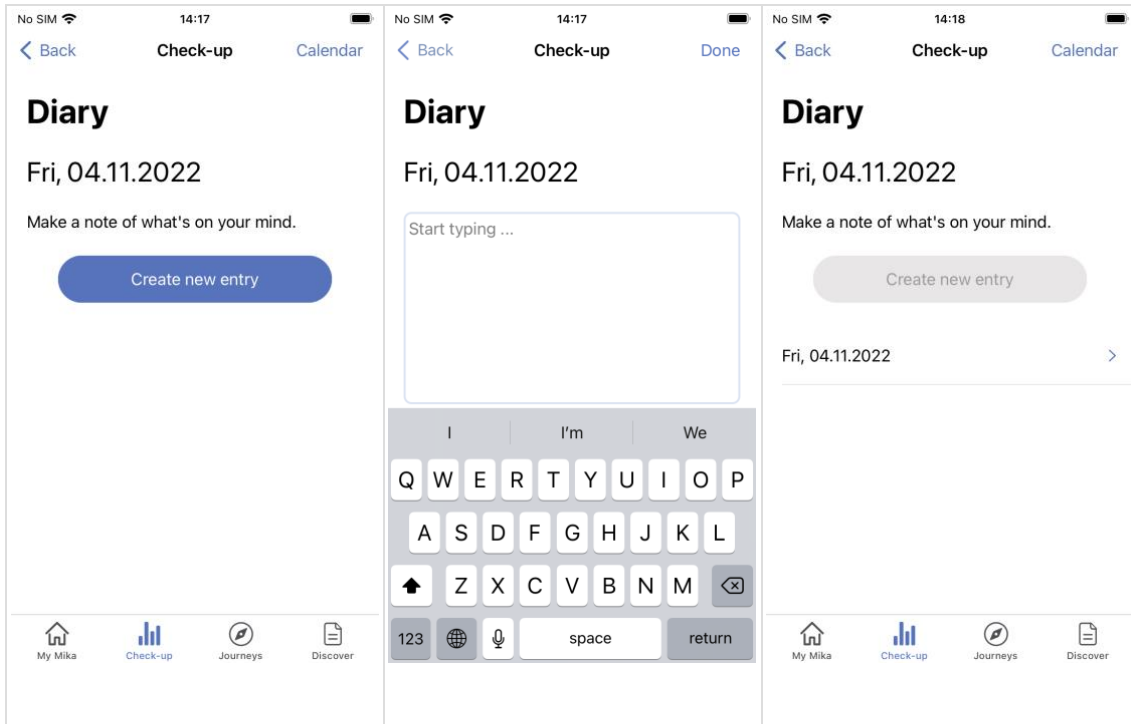 No SIM 14:17
Back Check-up Calendar
Diary
Fri, 04.11.2022
Make a note of what's on your mind.
Create new entry
My Mika Check-up Journeys Discover
No SIM 14:17
Back Check-up Done
Diary
Fri, 04.11.2022
Start typing ...
I I'm We
Q W E R T Y U I O P
A S D F G H J K L
Z X C V B N M
123 space return
No SIM 14:18
Back Check-up Calendar
Diary
Fri, 04.11.2022
Make a note of what's on your mind.
Create new entry
Fri, 04.11.2022
My Mika Check-up Journeys Discover